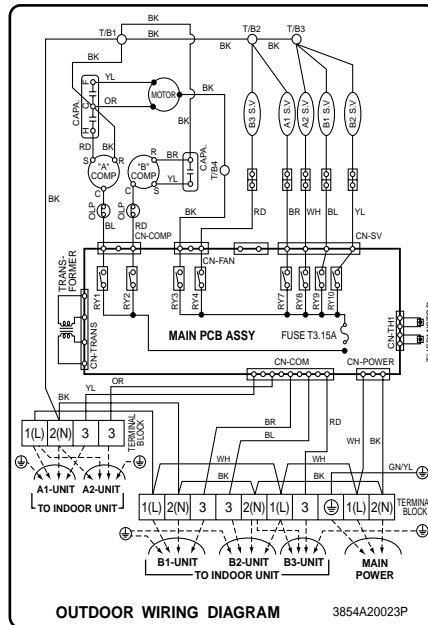 T/B1 BK T/B2 T/B3
BK BK BK
BK
YL
F
MOTOR
CAPA.
C
OR
H
BK BK
B3 S.V A1 S.V A2 S.V B1 S.V B2 S.V
RD BK
S R
"A" COMP
R
"B" COMP
BR
YL
CAPA.
T/B4
C C S
BK
OLP OLP
BL RD
BK RD BR WH BL YL
CN-COMP CN-SV
CN-FAN
TRANS-
FORMER
RY1 RY2 RY3 RY4 RY7 RY8 RY9 RY10
CN-TRANS
MAIN PCB ASSY FUSE T3.15A
CN-TH1
CN-COM CN-POWER
OR
YL
BK
BR
BL
RD
WH BK
1(L) 2(N) 3 3
TERMINAL
BLOCK
WH WH
BK BK
GN/YL
A1-UNIT A2-UNIT
TO INDOOR UNIT
1(L) 2(N) 3 3 2(N) 1(L) 3 1(L) 2(N)
TERMINAL
BLOCK
B1-UNIT B2-UNIT B3-UNIT MAIN
POWER
TO INDOOR UNIT
OUTDOOR WIRING DIAGRAM 3854A20023P